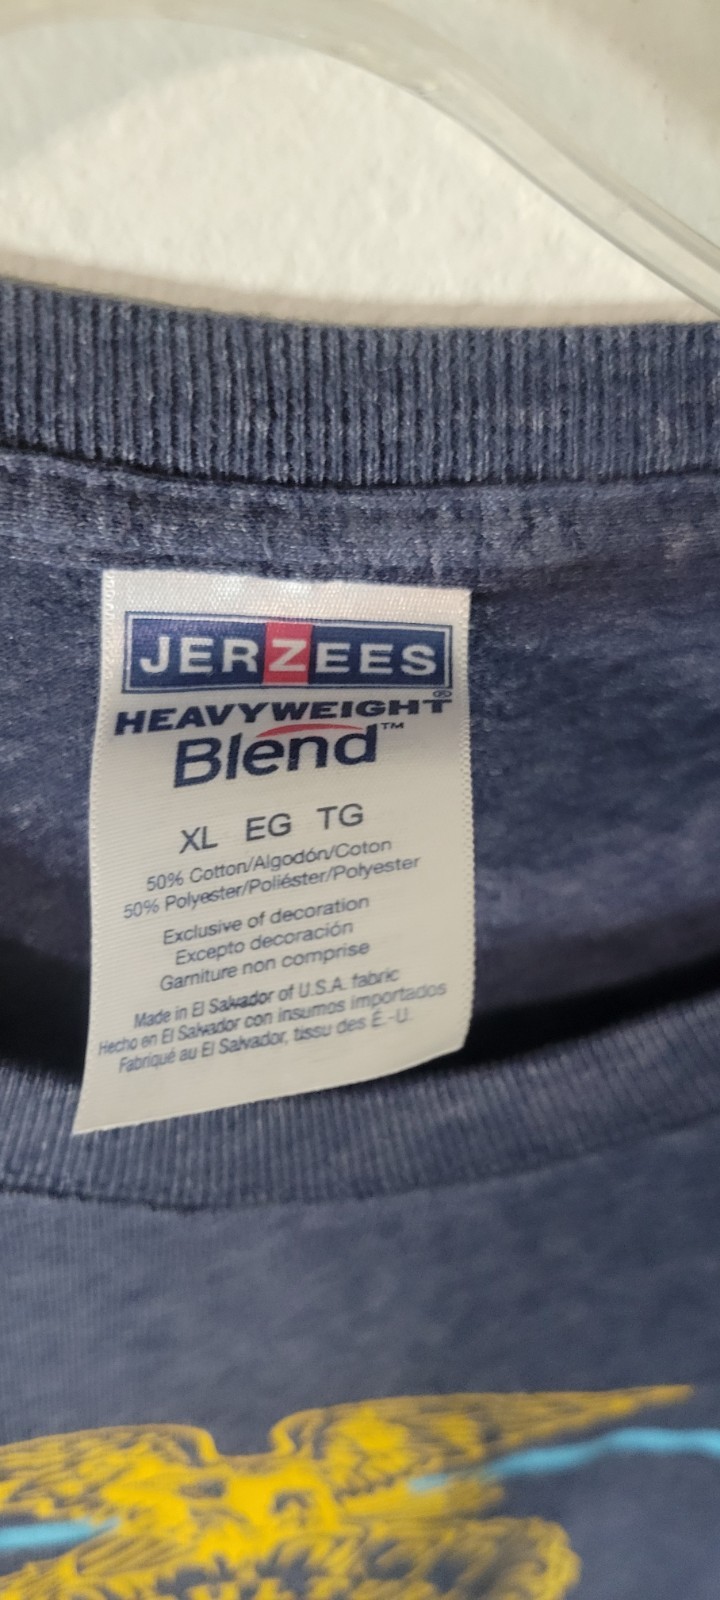 JERZEES®
HEAVYWEIGHT
Blend™
XL EG TG
50% Cotton/Algodón/Coton
50% Polyester/Poliéster/Polyester
Exclusive of decoration
Excepto decoración
Garniture non comprise
Made in El Salvador of U.S.A. fabric
Hecho en El Salvador con insumos importados
Fabriqué au El Salvador, tissu des É.-U.